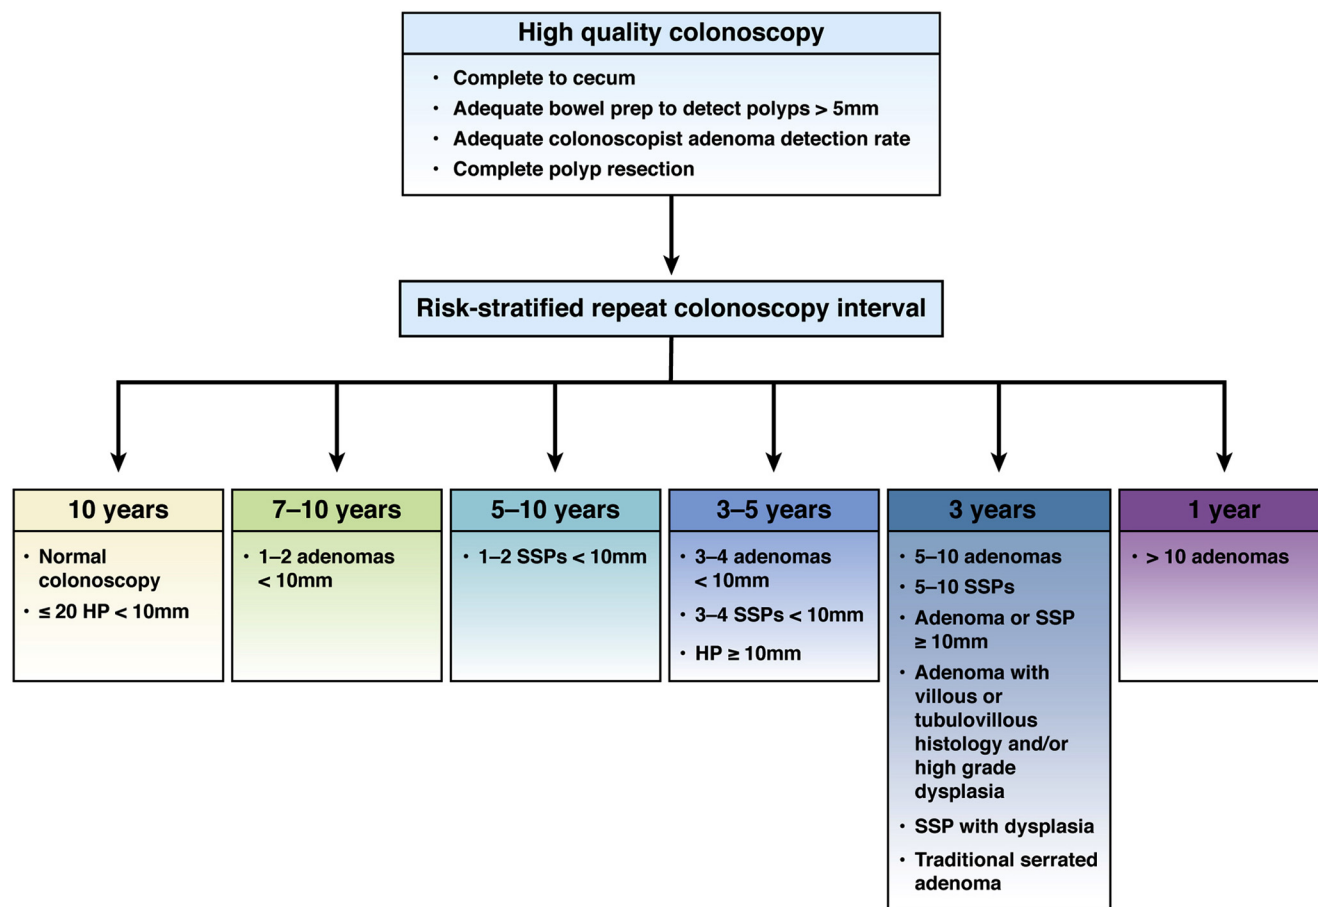 High quality colonoscopy
• Complete to cecum
• Adequate bowel prep to detect polyps > 5mm
• Adequate colonoscopist adenoma detection rate
• Complete polyp resection
Risk-stratified repeat colonoscopy interval
10 years
• Normal
colonoscopy
• ≤ 20 HP < 10mm
7–10 years
• 1–2 adenomas
< 10mm
5–10 years
• 1–2 SSPs < 10mm
3–5 years
• 3–4 adenomas
< 10mm
• 3–4 SSPs < 10mm
• HP ≥ 10mm
3 years
• 5–10 adenomas
• 5–10 SSPs
• Adenoma or SSP
≥ 10mm
• Adenoma with
villous or
tubulovillous
histology and/or
high grade
dysplasia
• SSP with dysplasia
• Traditional serrated
adenoma
1 year
• > 10 adenomas